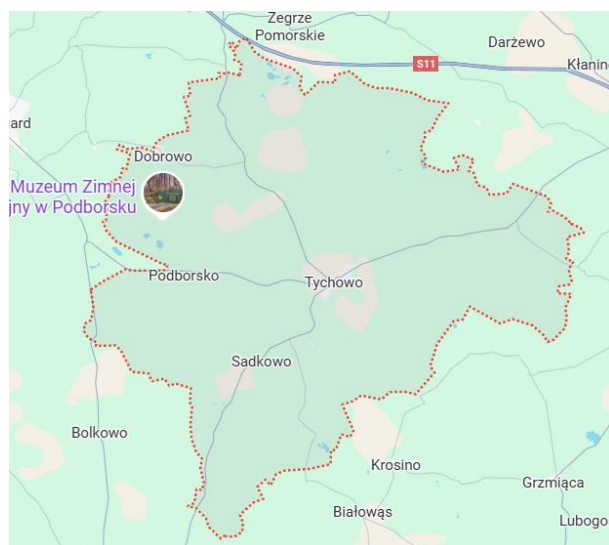 Zegrze
Pomorskie
Darżewo
S11
Kłanin
ard
Dobrowo
Muzeum Zimnej
jny w Podborsku
Podborsko
Tychowo
Sadkowo
Bolkowo
Krosino
Grzmiąca
Białowąs
Lubogo